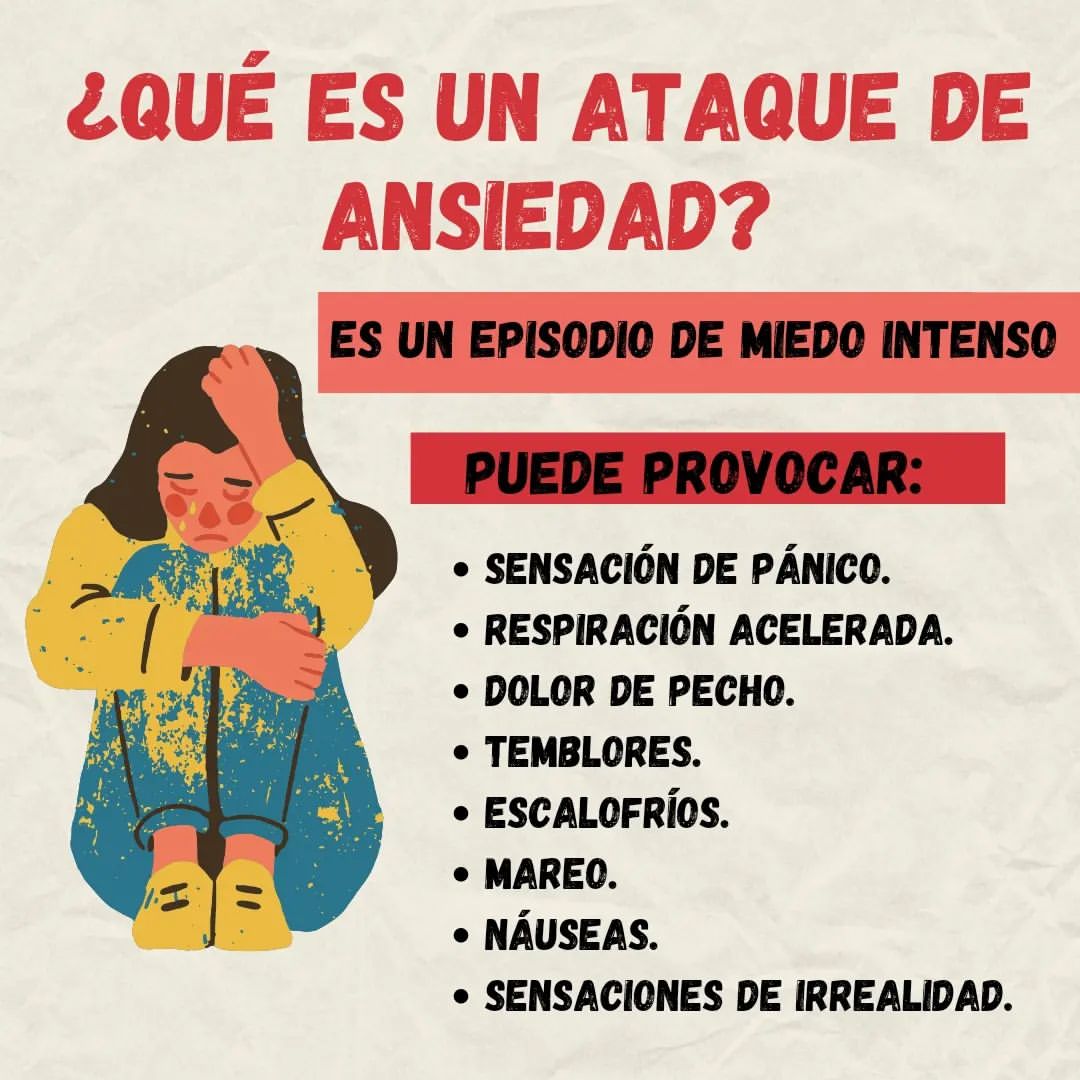 ¿QUÉ ES UN ATAQUE DE
ANSIEDAD?
ES UN EPISODIO DE MIEDO INTENSO
PUEDE PROVOCAR:
• SENSACIÓN DE PÁNICO.
• RESPIRACIÓN ACELERADA.
• DOLOR DE PECHO.
• TEMBLORES.
• ESCALOFRÍOS.
• MAREO.
• NÁUSEAS.
• SENSACIONES DE IRREALIDAD.